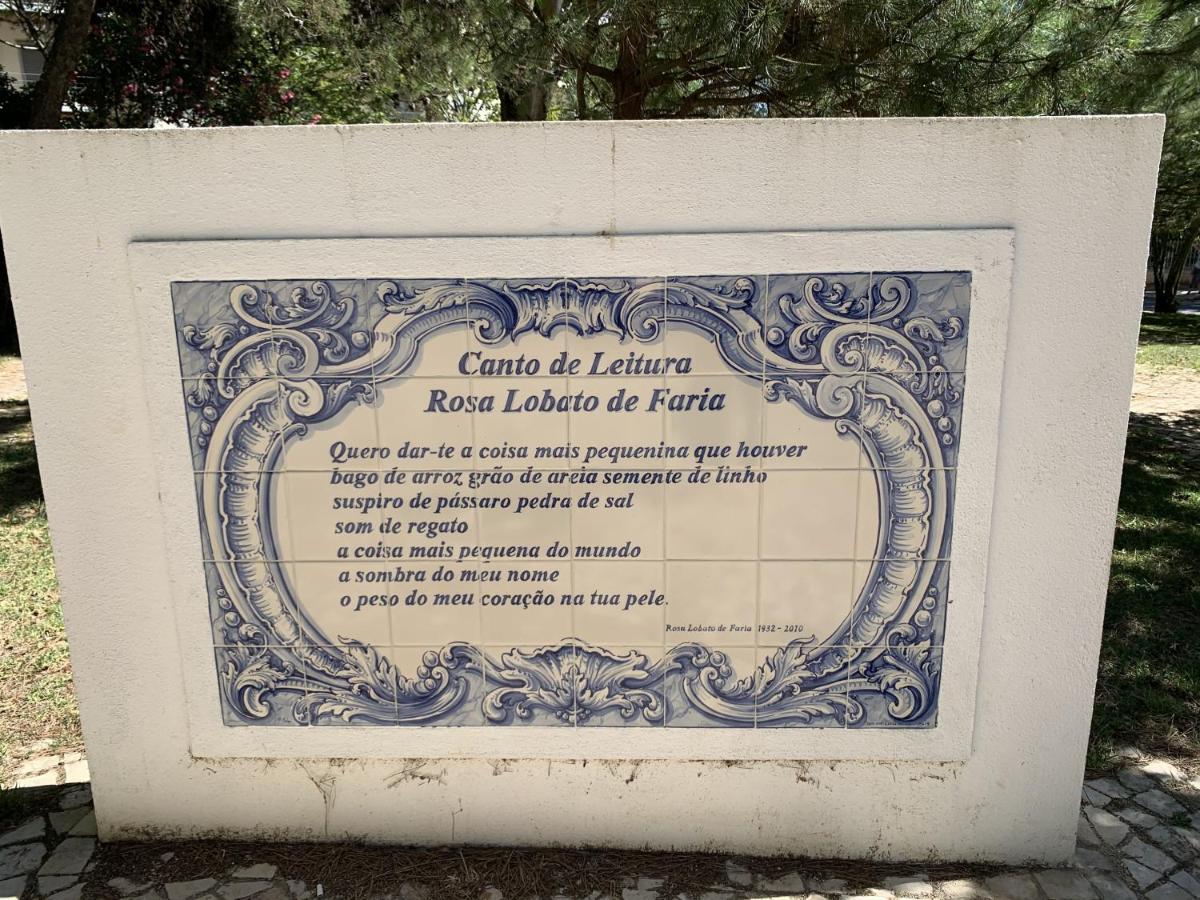 Canto de Leitura
Rosa Lobato de Faria
Quero dar-te a coisa mais pequenina que houver
bago de arroz grão de areia semente de linho
suspiro de pássaro pedra de sal
som de regato
a coisa mais pequena do mundo
a sombra do meu nome
o peso do meu coração na tua pele.
Rosa Lobato de Faria 1932 - 2010